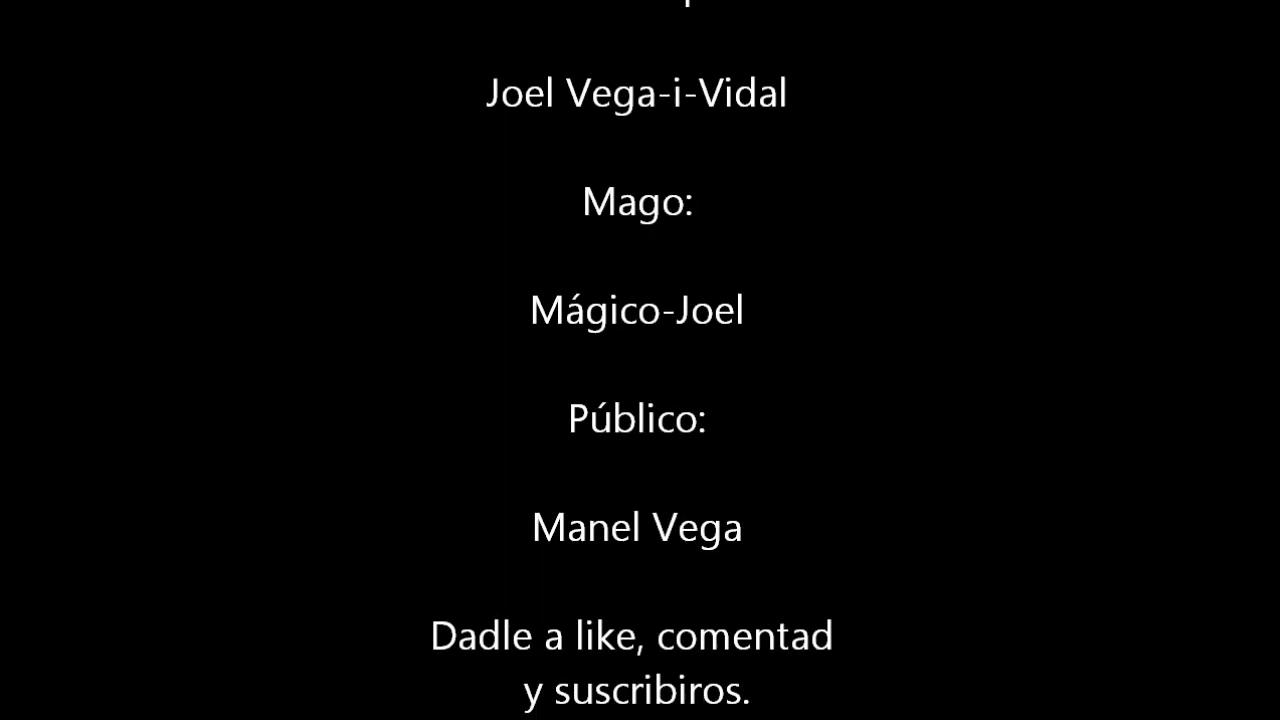 Joel Vega-i-Vidal
Mago:
Mágico-Joel
Público:
Manel Vega
Dadle a like, comentad
y suscribiros.